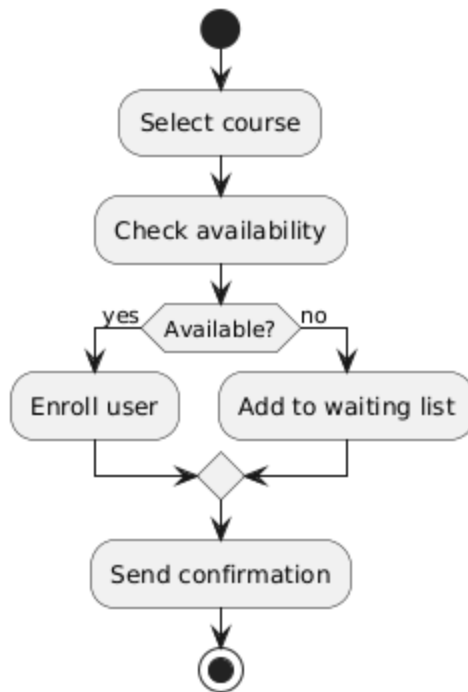 Select course
Check availability
yes
Available?
no
Enroll user
Add to waiting list
Send confirmation